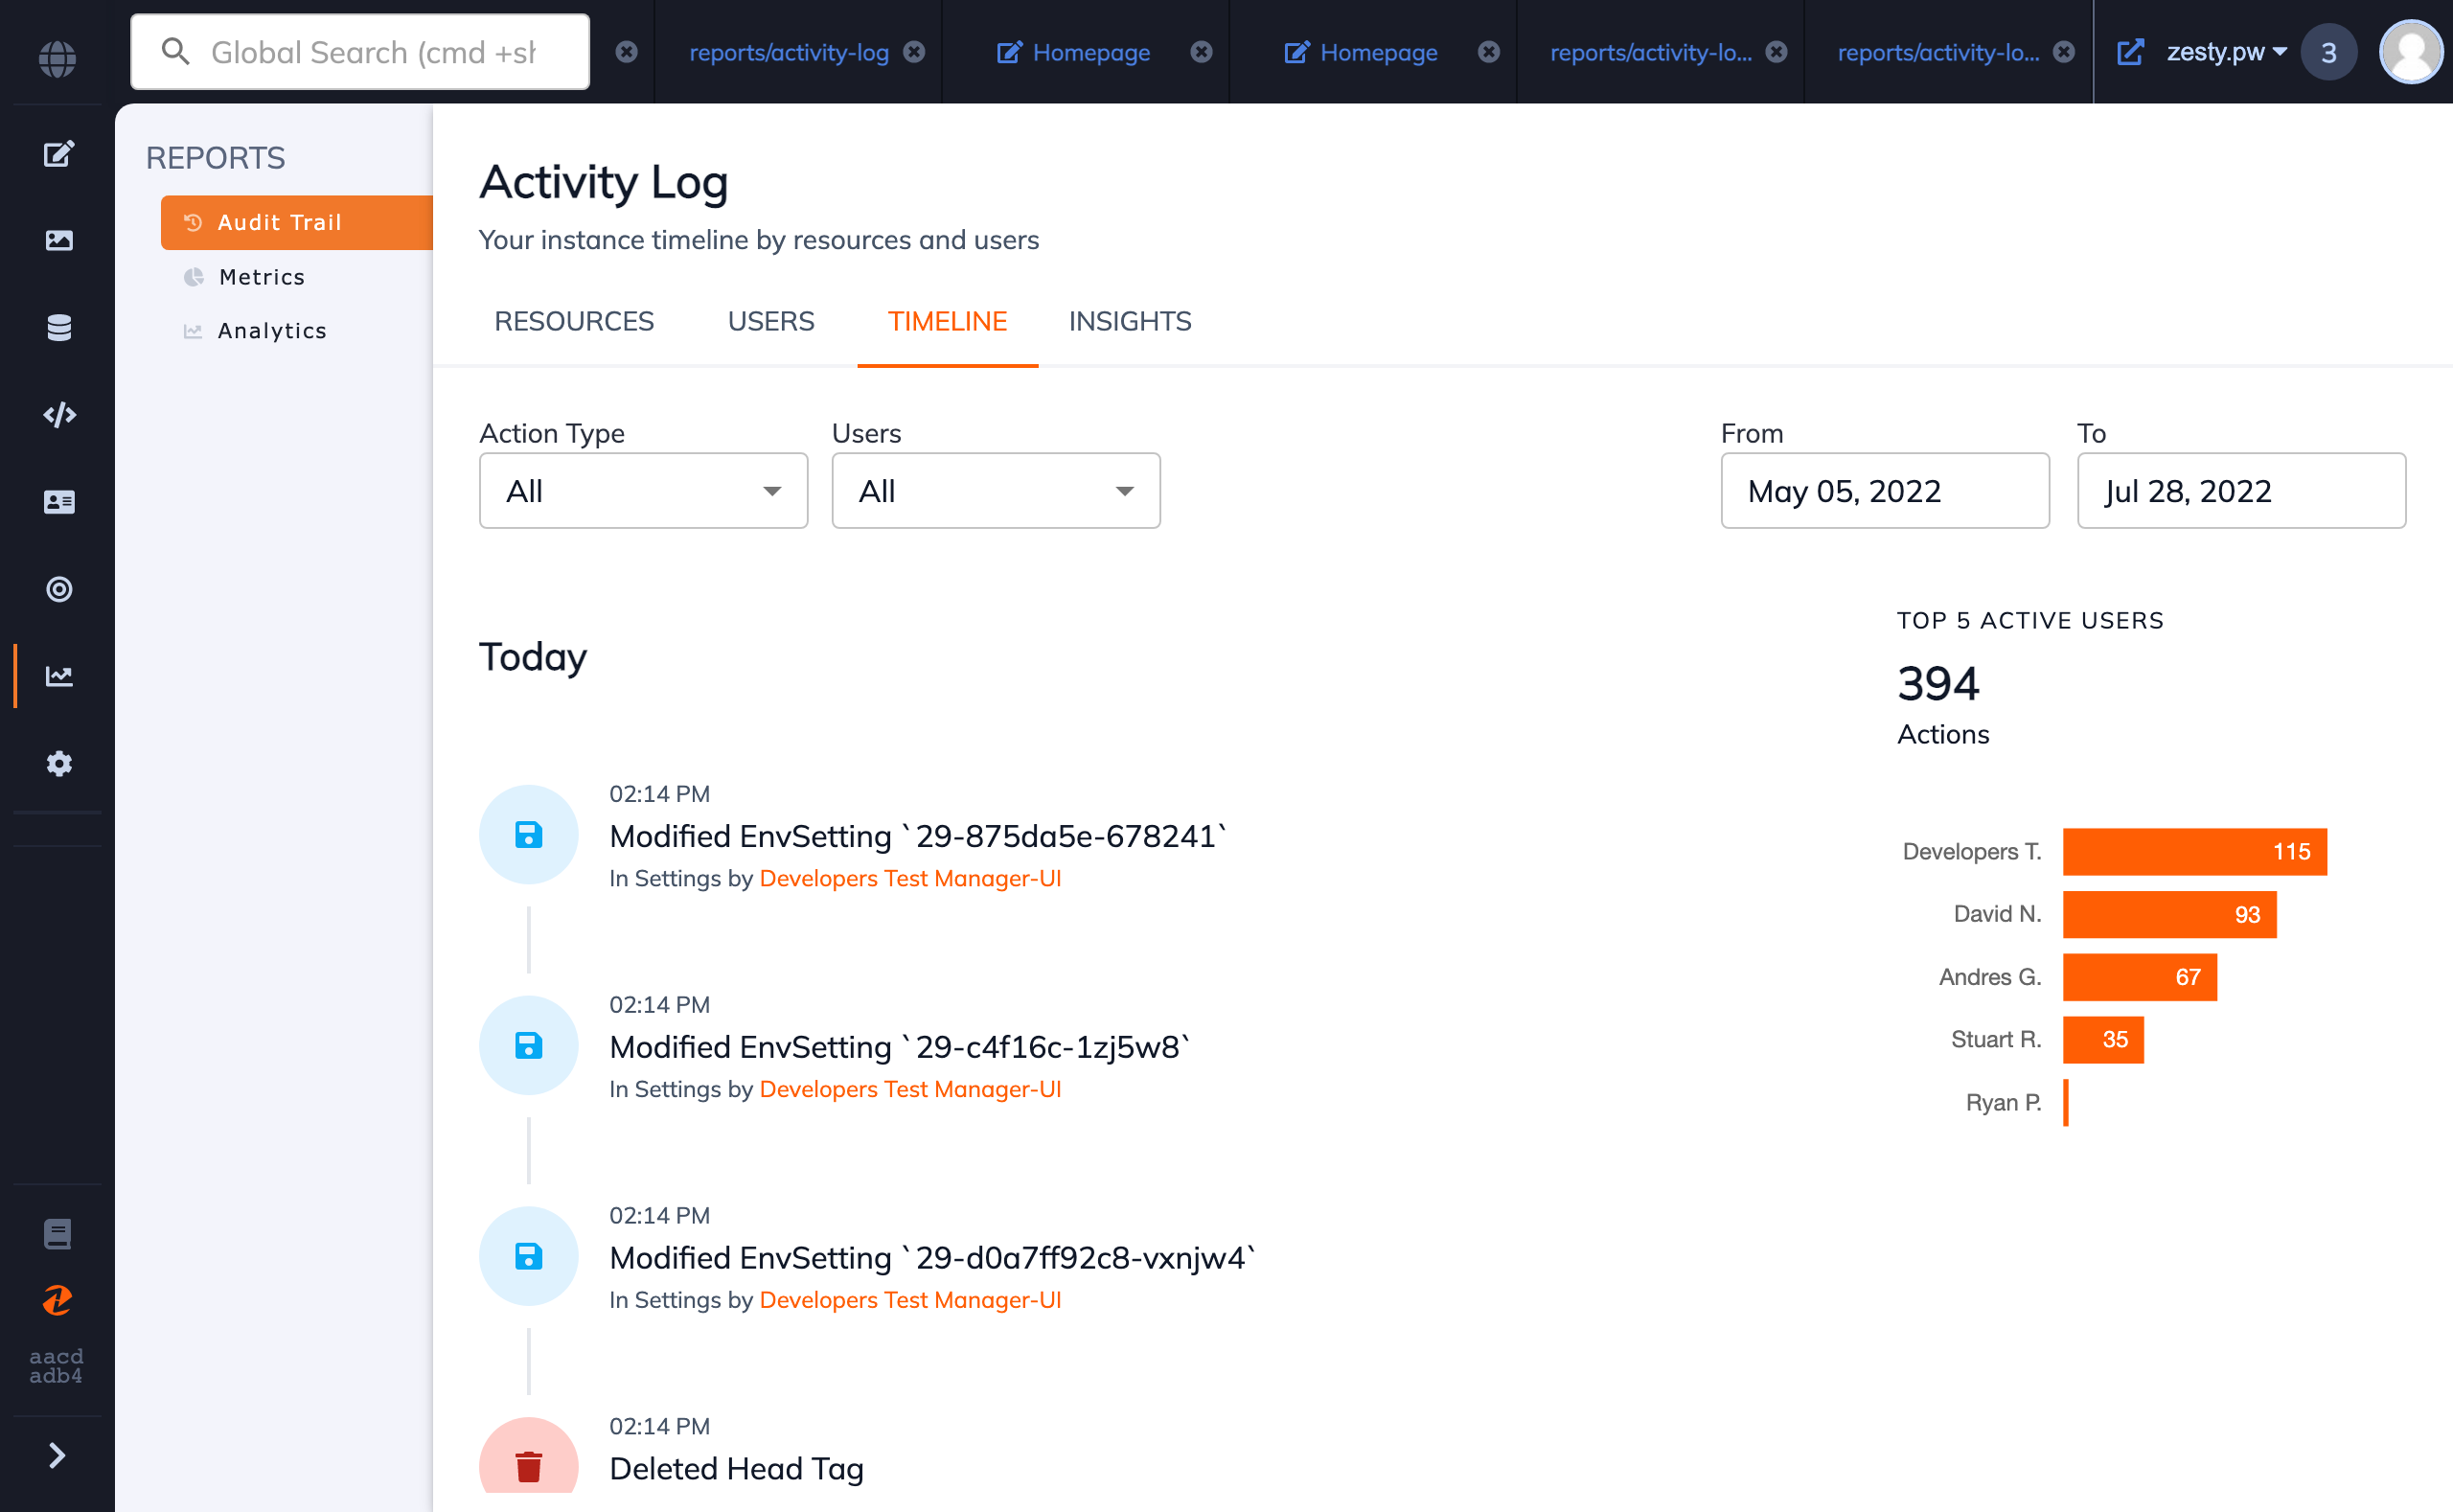 Global Search (cmd +sh
reports/activity-log
Homepage
Homepage
reports/activity-lo...
reports/activity-lo...
zesty.pw
3
REPORTS
Audit Trail
Metrics
Analytics
Activity Log
Your instance timeline by resources and users
RESOURCES
USERS
TIMELINE
INSIGHTS
Action Type
All
Users
All
From
May 05, 2022
To
Jul 28, 2022
Today
02:14 PM
Modified EnvSetting `29-875da5e-678241`
In Settings by Developers Test Manager-UI
02:14 PM
Modified EnvSetting `29-c4f16c-1zj5w8`
In Settings by Developers Test Manager-UI
02:14 PM
Modified EnvSetting `29-d0a7ff92c8-vxnjw4`
In Settings by Developers Test Manager-UI
02:14 PM
Deleted Head Tag
TOP 5 ACTIVE USERS
394
Actions
Developers T. 115
David N. 93
Andres G. 67
Stuart R. 35
Ryan P.
aacd
adb4